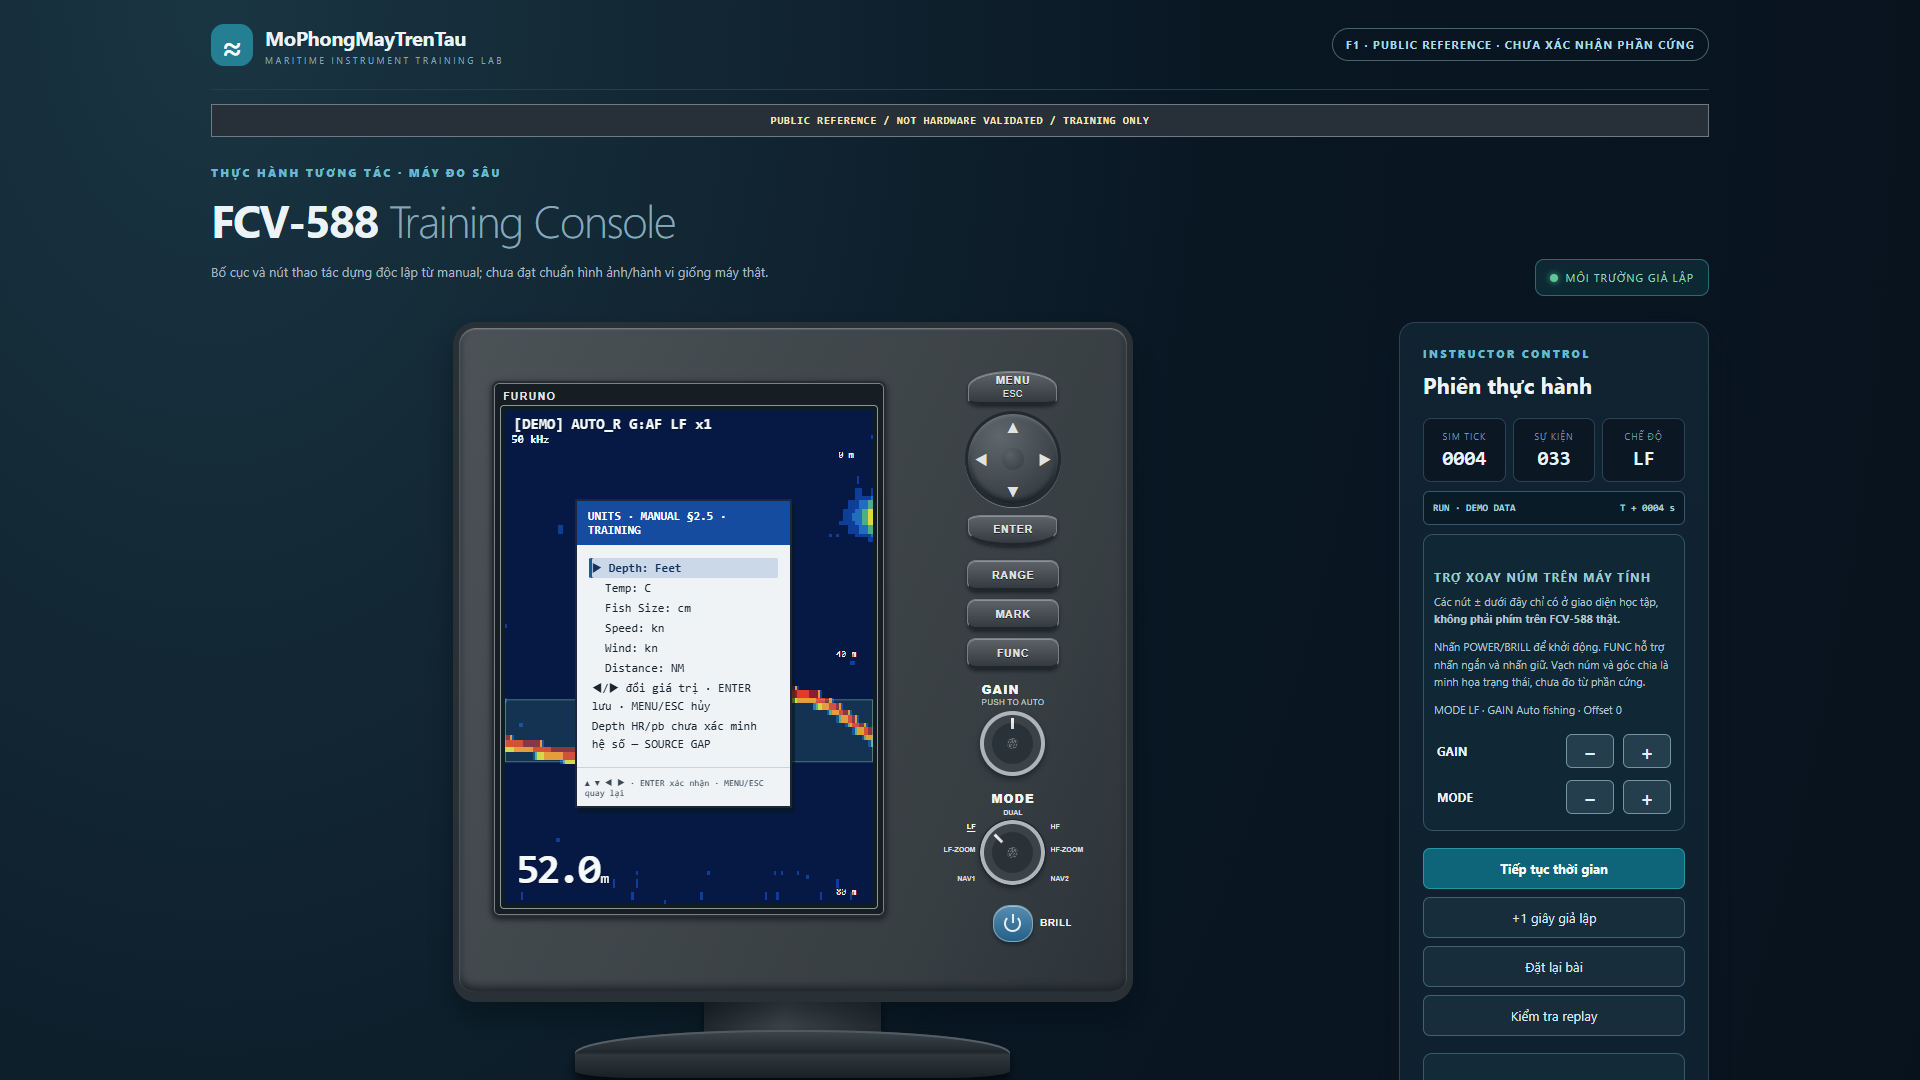 ≈ MoPhongMayTrenTau
MARITIME INSTRUMENT TRAINING LAB
F1 · PUBLIC REFERENCE · CHƯA XÁC NHẬN PHẦN CỨNG
PUBLIC REFERENCE / NOT HARDWARE VALIDATED / TRAINING ONLY
THỰC HÀNH TƯƠNG TÁC · MÁY ĐO SÂU
FCV-588 Training Console
Bố cục và nút thao tác dựng độc lập từ manual; chưa đạt chuẩn hình ảnh/hành vi giống máy thật.
MÔI TRƯỜNG GIẢ LẬP
FURUNO
[DEMO] AUTO_R G:AF LF x1
50 kHz
0 m
UNITS · MANUAL §2.5 ·
TRAINING
▶ Depth: Feet
Temp: C
Fish Size: cm
Speed: kn
Wind: kn
Distance: NM
◀/▶ đổi giá trị · ENTER
lưu · MENU/ESC hủy
Depth HR/pb chưa xác minh
hệ số — SOURCE GAP
▲ ▼ ◀ ▶ · ENTER xác nhận · MENU/ESC
quay lại
40 m
52.0m
80 m
MENU
ESC
▲
◀ ▶
▼
ENTER
RANGE
MARK
FUNC
GAIN
PUSH TO AUTO
MODE
DUAL
LF HF
LF-ZOOM HF-ZOOM
NAV1 NAV2
BRILL
INSTRUCTOR CONTROL
Phiên thực hành
SIM TICK
0004
SỰ KIỆN
033
CHẾ ĐỘ
LF
RUN · DEMO DATA T + 0004 s
TRỢ XOAY NÚM TRÊN MÁY TÍNH
Các nút ± dưới đây chỉ có ở giao diện học tập,
không phải phím trên FCV-588 thật.
Nhấn POWER/BRILL để khởi động. FUNC hỗ trợ
nhấn ngắn và nhấn giữ. Vạch núm và góc chia là
minh họa trạng thái, chưa đo từ phần cứng.
MODE LF · GAIN Auto fishing · Offset 0
GAIN − +
MODE − +
Tiếp tục thời gian
+1 giây giả lập
Đặt lại bài
Kiểm tra replay